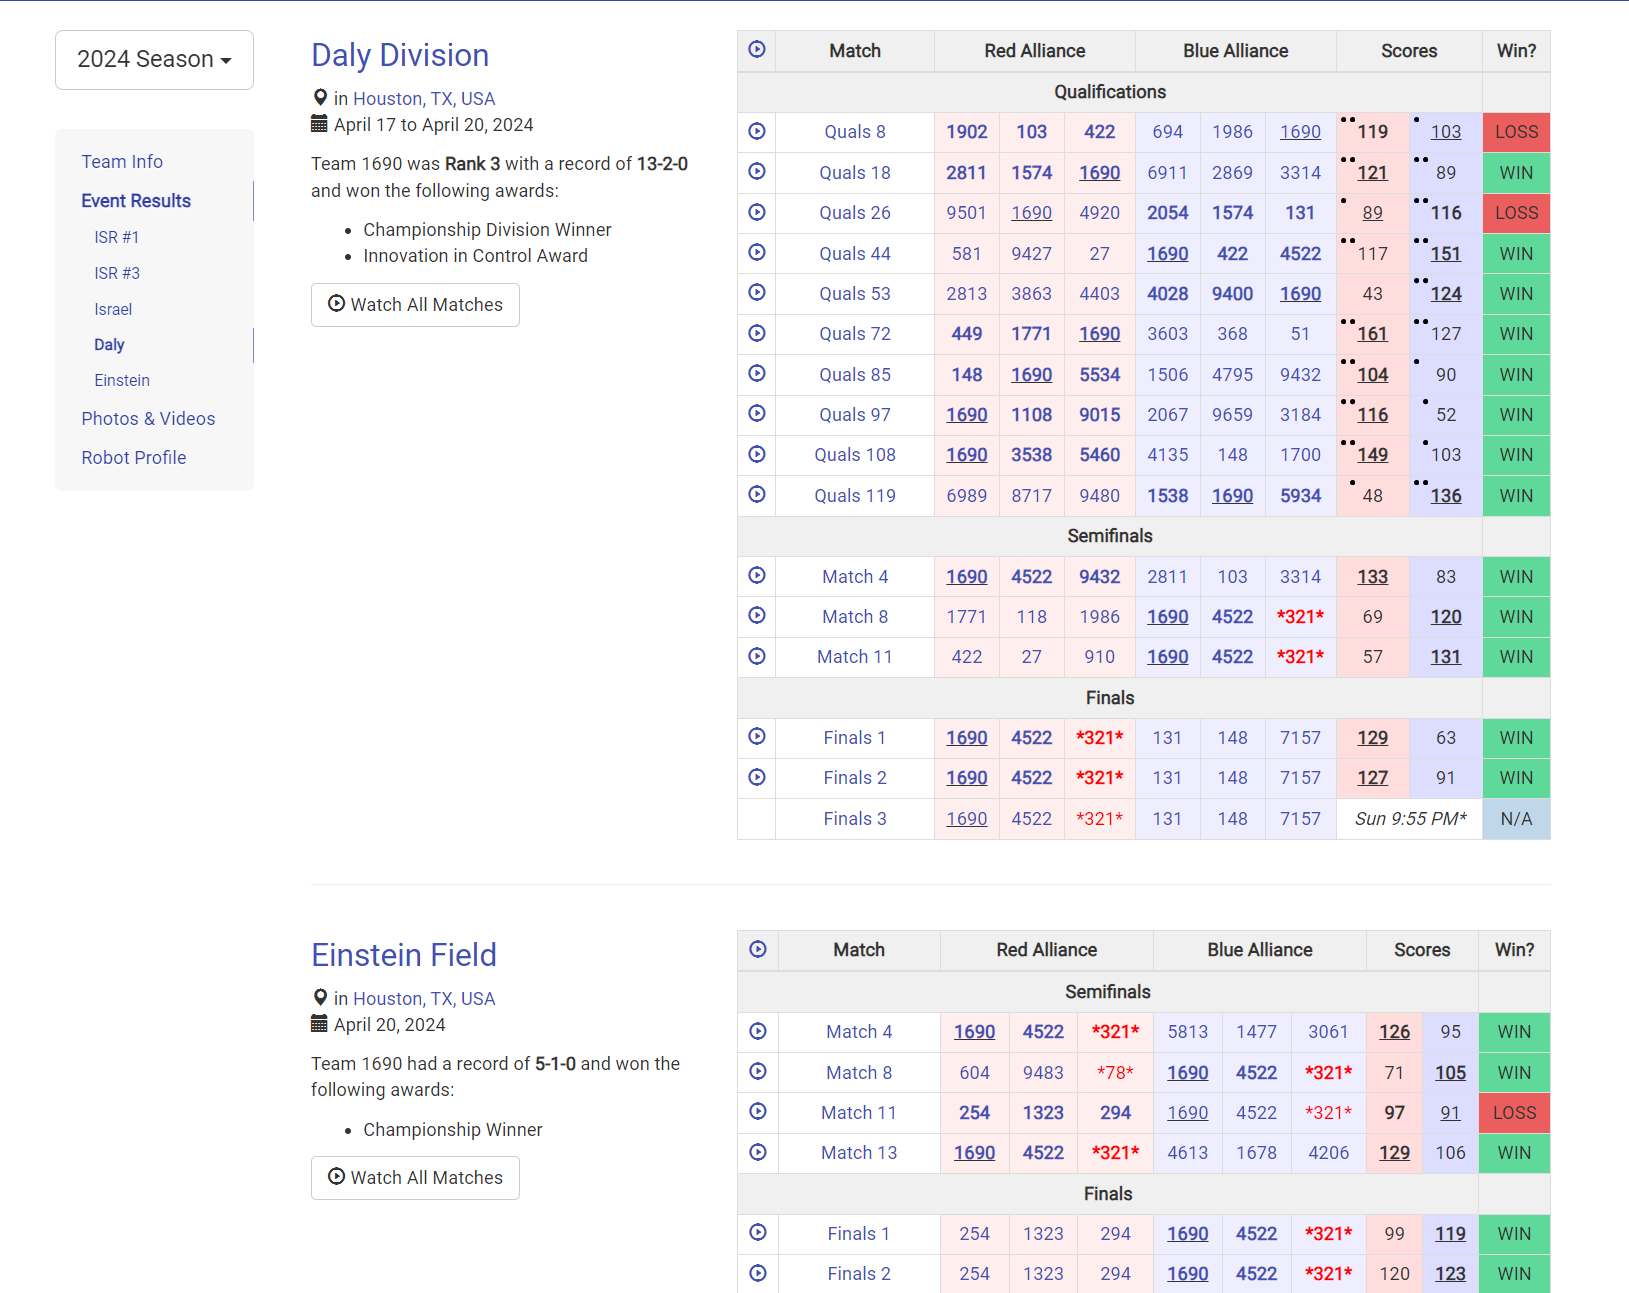 2024 Season
Team Info
Event Results
ISR #1
ISR #3
Israel
Daly
Einstein
Photos & Videos
Robot Profile
Daly Division
in Houston, TX, USA
April 17 to April 20, 2024
Team 1690 was Rank 3 with a record of 13-2-0
and won the following awards:
• Championship Division Winner
• Innovation in Control Award
Watch All Matches
Match Red Alliance Blue Alliance Scores Win?
Qualifications
Quals 8 1902 103 422 694 1986 1690 119 103 LOSS
Quals 18 2811 1574 1690 6911 2869 3314 121 89 WIN
Quals 26 9501 1690 4920 2054 1574 131 89 116 LOSS
Quals 44 581 9427 27 1690 422 4522 117 151 WIN
Quals 53 2813 3863 4403 4028 9400 1690 43 124 WIN
Quals 72 449 1771 1690 3603 368 51 161 127 WIN
Quals 85 148 1690 5534 1506 4795 9432 104 90 WIN
Quals 97 1690 1108 9015 2067 9659 3184 116 52 WIN
Quals 108 1690 3538 5460 4135 148 1700 149 103 WIN
Quals 119 6989 8717 9480 1538 1690 5934 48 136 WIN
Semifinals
Match 4 1690 4522 9432 2811 103 3314 133 83 WIN
Match 8 1771 118 1986 1690 4522 *321* 69 120 WIN
Match 11 422 27 910 1690 4522 *321* 57 131 WIN
Finals
Finals 1 1690 4522 *321* 131 148 7157 129 63 WIN
Finals 2 1690 4522 *321* 131 148 7157 127 91 WIN
Finals 3 1690 4522 *321* 131 148 7157 Sun 9:55 PM* N/A
Einstein Field
in Houston, TX, USA
April 20, 2024
Team 1690 had a record of 5-1-0 and won the
following awards:
• Championship Winner
Watch All Matches
Match Red Alliance Blue Alliance Scores Win?
Semifinals
Match 4 1690 4522 *321* 5813 1477 3061 126 95 WIN
Match 8 604 9483 *78* 1690 4522 *321* 71 105 WIN
Match 11 254 1323 294 1690 4522 *321* 97 91 LOSS
Match 13 1690 4522 *321* 4613 1678 4206 129 106 WIN
Finals
Finals 1 254 1323 294 1690 4522 *321* 99 119 WIN
Finals 2 254 1323 294 1690 4522 *321* 120 123 WIN